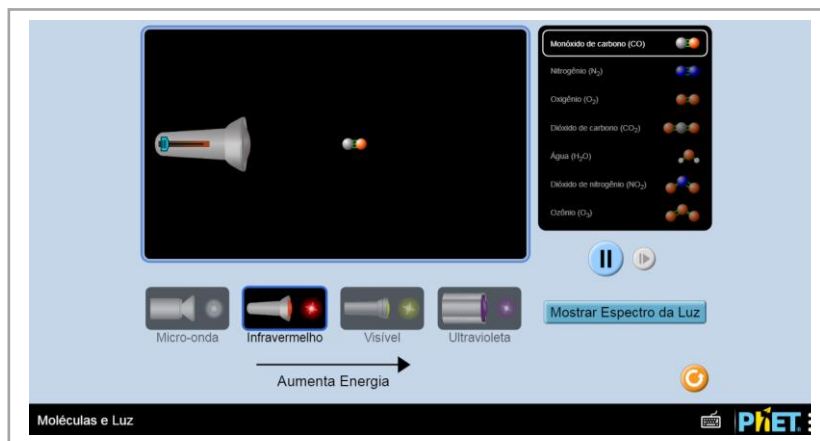 Monóxido de carbono (CO)
Nitrogênio (N₂)
Oxigênio (O₂)
Dióxido de carbono (CO₂)
Água (H₂O)
Dióxido de nitrogênio (NO₂)
Ozônio (O₃)
Micro-onda
Infravermelho
Visível
Ultravioleta
Mostrar Espectro da Luz
Aumenta Energia
Moléculas e Luz
PhET